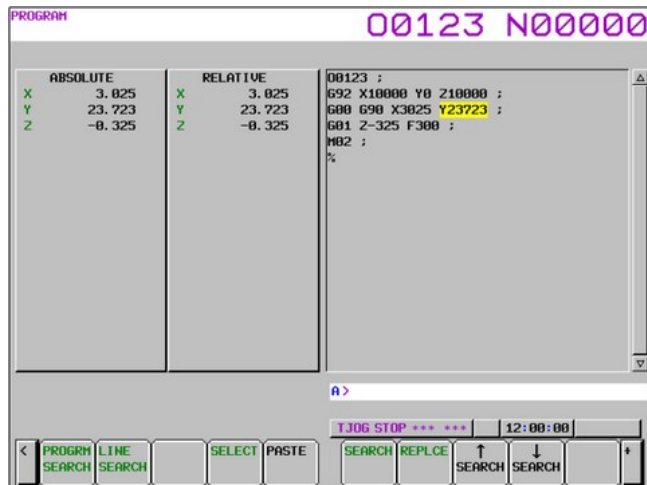 PROGRAM
O0123 N00000
ABSOLUTE
X 3.025
Y 23.723
Z -0.325
RELATIVE
X 3.025
Y 23.723
Z -0.325
O0123 ;
G92 X10000 Y0 Z10000 ;
G00 G90 X3025 Y23723 ;
G01 Z-325 F300 ;
M02 ;
%
A>
TJOG STOP *** ***
12:00:00
<
PROGRM SEARCH
LINE SEARCH
SELECT
PASTE
SEARCH
REPLCE
↑ SEARCH
↓ SEARCH
+